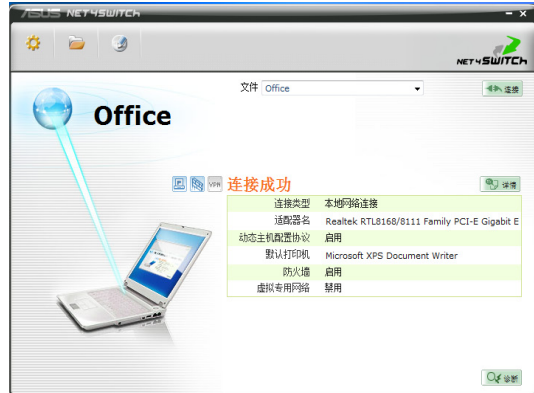 ASUS NET4SWITCH
NET4SWITCH
文件 Office
连接
Office
VPN 连接成功
详情
连接类型 本地网络连接
适配器名 Realtek RTL8168/8111 Family PCI-E Gigabit E
动态主机配置协议 启用
默认打印机 Microsoft XPS Document Writer
防火墙 启用
虚拟专用网络 禁用
诊断